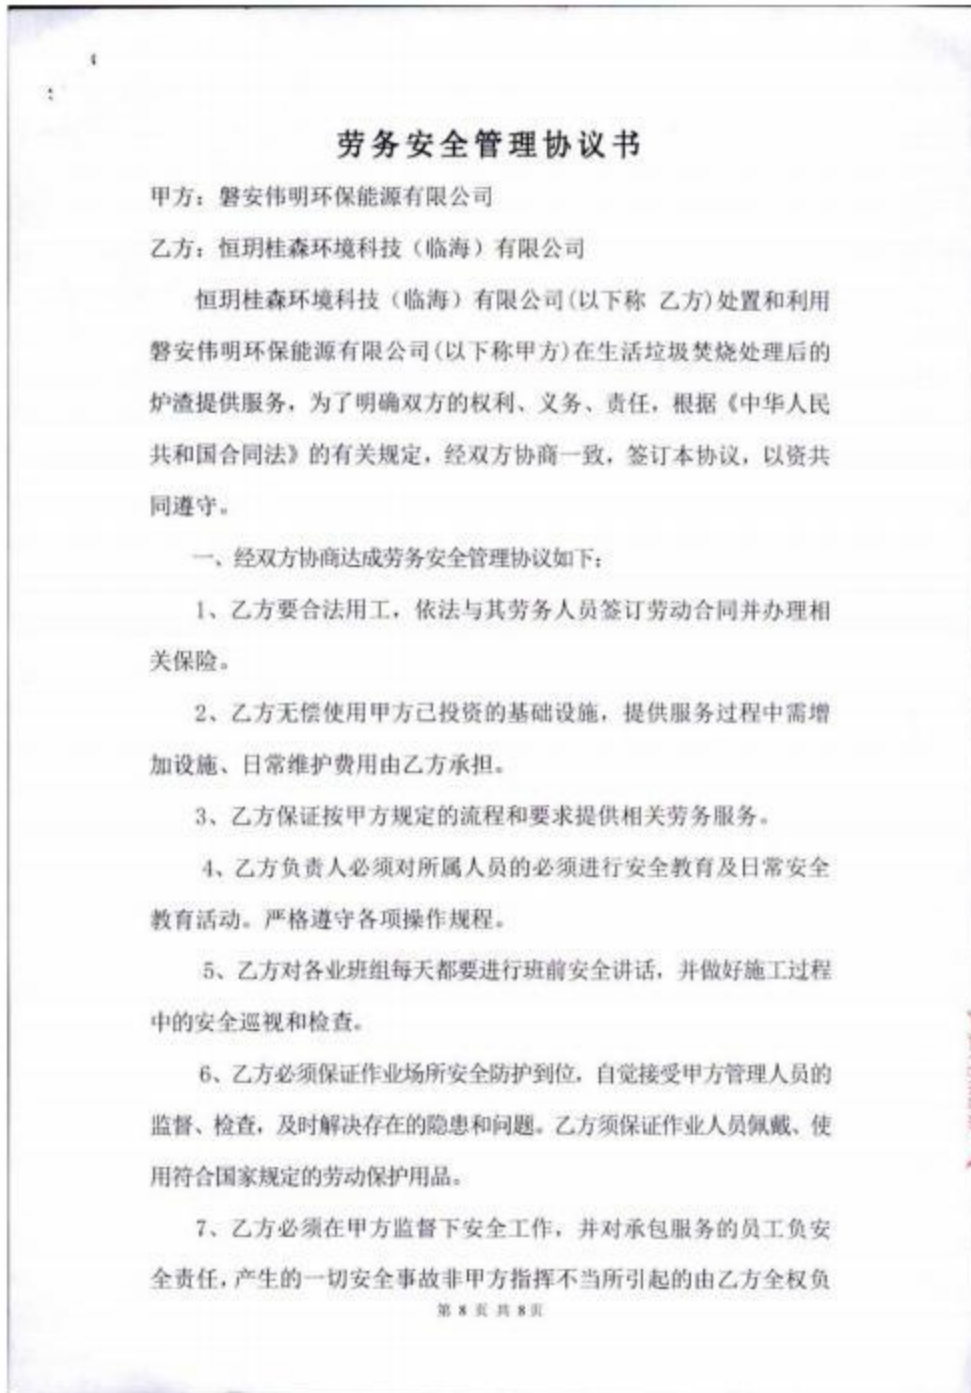 劳务安全管理协议书
甲方：磐安伟明环保能源有限公司
乙方：恒玥桂森环境科技（临海）有限公司
恒玥桂森环境科技（临海）有限公司(以下称 乙方)处置和利用
磐安伟明环保能源有限公司(以下称甲方)在生活垃圾焚烧处理后的
炉渣提供服务，为了明确双方的权利、义务、责任，根据《中华人民
共和国合同法》的有关规定，经双方协商一致，签订本协议，以资共
同遵守。
一、经双方协商达成劳务安全管理协议如下：
1、乙方要合法用工，依法与其劳务人员签订劳动合同并办理相
关保险。
2、乙方无偿使用甲方已投资的基础设施，提供服务过程中需增
加设施、日常维护费用由乙方承担。
3、乙方保证按甲方规定的流程和要求提供相关劳务服务。
4、乙方负责人必须对所属人员的必须进行安全教育及日常安全
教育活动。严格遵守各项操作规程。
5、乙方对各业班组每天都要进行班前安全讲话，并做好施工过程
中的安全巡视和检查。
6、乙方必须保证作业场所安全防护到位，自觉接受甲方管理人员的
监督、检查，及时解决存在的隐患和问题。乙方须保证作业人员佩戴、使
用符合国家规定的劳动保护用品。
7、乙方必须在甲方监督下安全工作，并对承包服务的员工负安
全责任，产生的一切安全事故非甲方指挥不当所引起的由乙方全权负
第 8 页 共 8页